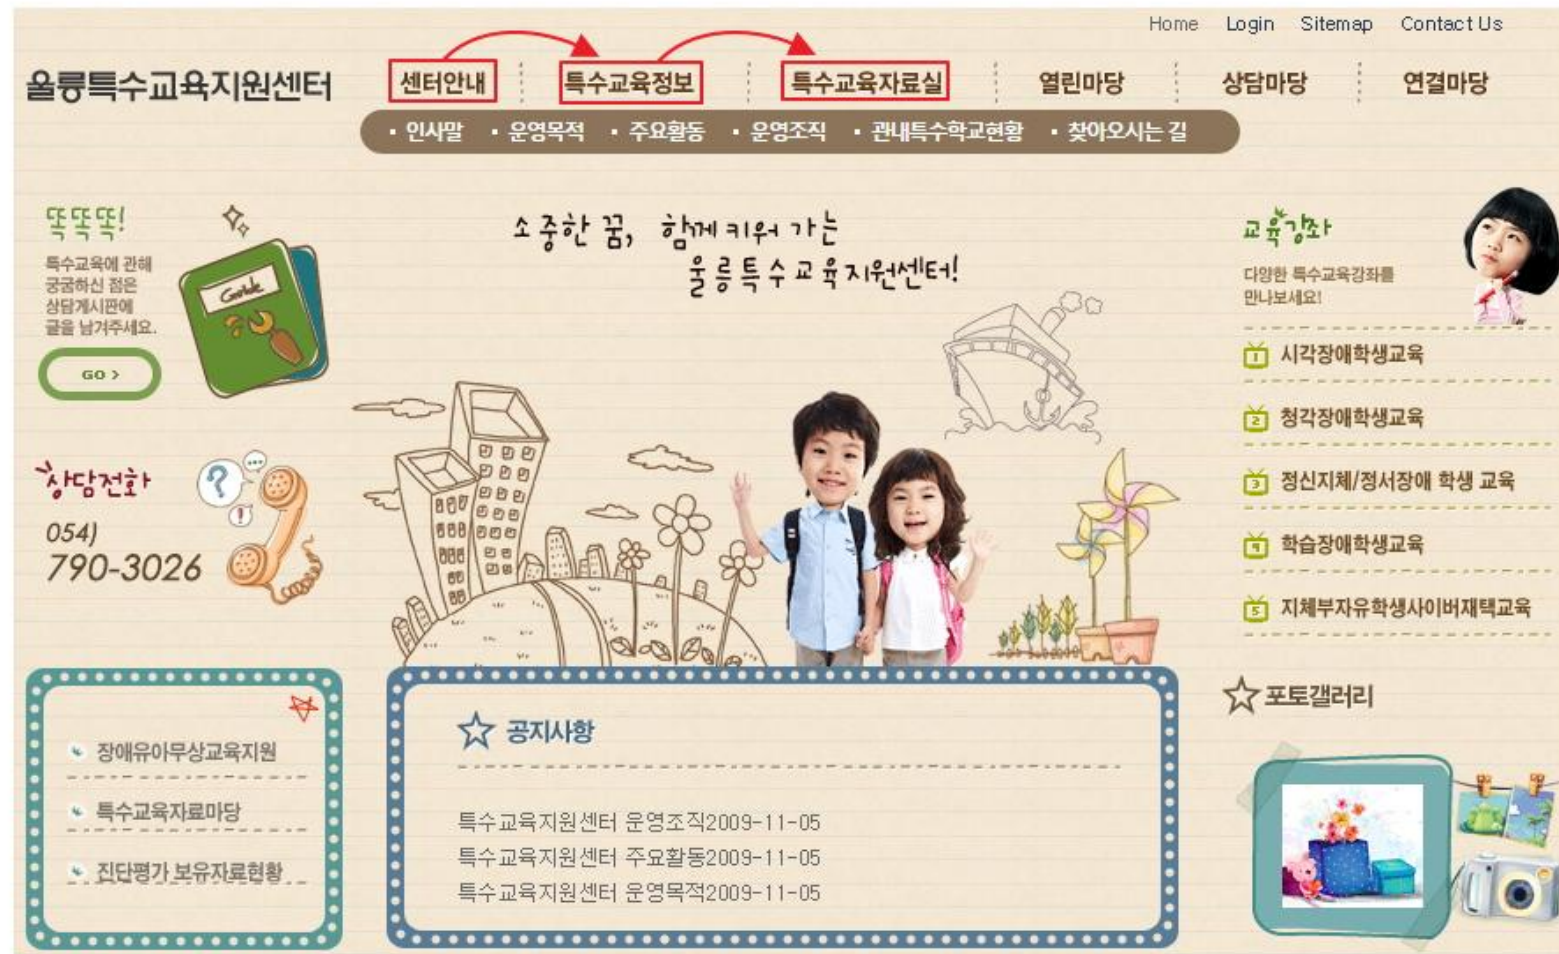 Home Login Sitemap Contact Us
울릉특수교육지원센터
센터안내 특수교육정보 특수교육자료실 열린마당 상담마당 연결마당
· 인사말 · 운영목적 · 주요활동 · 운영조직 · 관내특수학교현황 · 찾아오시는 길
똑똑똑!
특수교육에 관해
궁금하신 점은
상담게시판에
글을 남겨주세요.
GO >
Guide
상담전화
054)
790-3026
소중한 꿈, 함께 키워 가는
울릉특수교육지원센터!
교육강좌
다양한 특수교육강좌를
만나보세요!
1 시각장애학생교육
2 청각장애학생교육
3 정신지체/정서장애 학생 교육
4 학습장애학생교육
5 지체부자유학생사이버재택교육
장애유아무상교육지원
특수교육자료마당
진단평가 보유자료현황
공지사항
특수교육지원센터 운영조직2009-11-05
특수교육지원센터 주요활동2009-11-05
특수교육지원센터 운영목적2009-11-05
포토갤러리